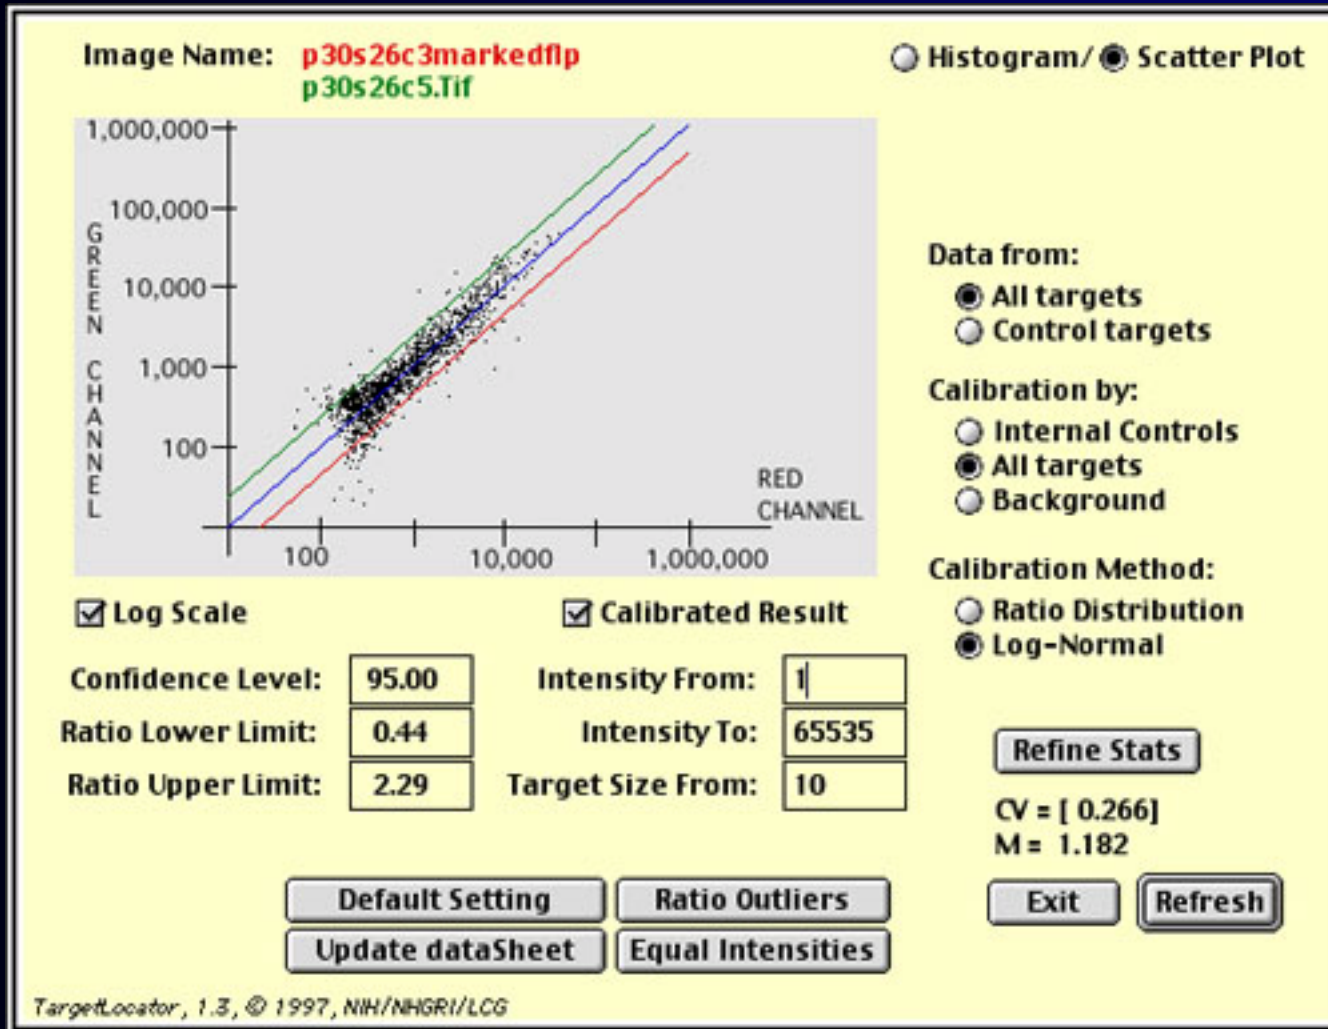 Image Name: p30s26c3markedflp
p30s26c5.Tif
Histogram/ Scatter Plot
1,000,000
100,000
10,000
1,000
100
GREEN CHANNEL
RED
CHANNEL
100 10,000 1,000,000
Data from:
All targets
Control targets
Calibration by:
Internal Controls
All targets
Background
Calibration Method:
Ratio Distribution
Log-Normal
Log Scale
Calibrated Result
Confidence Level: 95.00
Ratio Lower Limit: 0.44
Ratio Upper Limit: 2.29
Intensity From: 1
Intensity To: 65535
Target Size From: 10
Refine Stats
CV = [ 0.266]
M = 1.182
Default Setting
Ratio Outliers
Exit
Refresh
Update dataSheet
Equal Intensities
TargetLocator, 1.3, © 1997, NIH/NHGRI/LCG